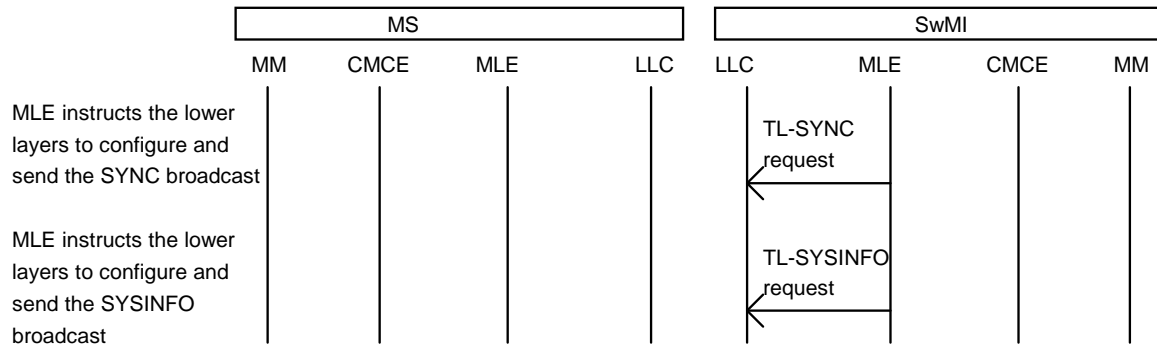 MS SwMI
MM CMCE MLE LLC LLC MLE CMCE MM
MLE instructs the lower
layers to configure and
send the SYNC broadcast
TL-SYNC
request
MLE instructs the lower
layers to configure and
send the SYSINFO
broadcast
TL-SYSINFO
request